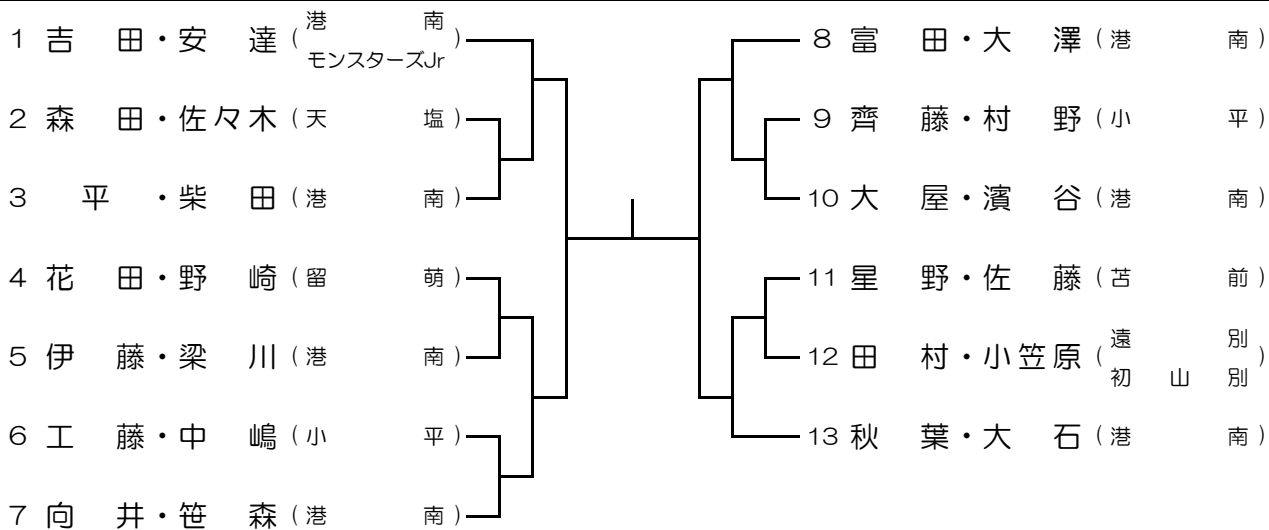 1 吉田・安達(港南 モンスターズJr)
2 森田・佐々木(天塩)
3 平・柴田(港南)
4 花田・野崎(留萌)
5 伊藤・梁川(港南)
6 工藤・中嶋(小平)
7 向井・笹森(港南)
8 富田・大澤(港南)
9 齊藤・村野(小平)
10 大屋・濱谷(港南)
11 星野・佐藤(苫前)
12 田村・小笠原(遠別 初山別)
13 秋葉・大石(港南)